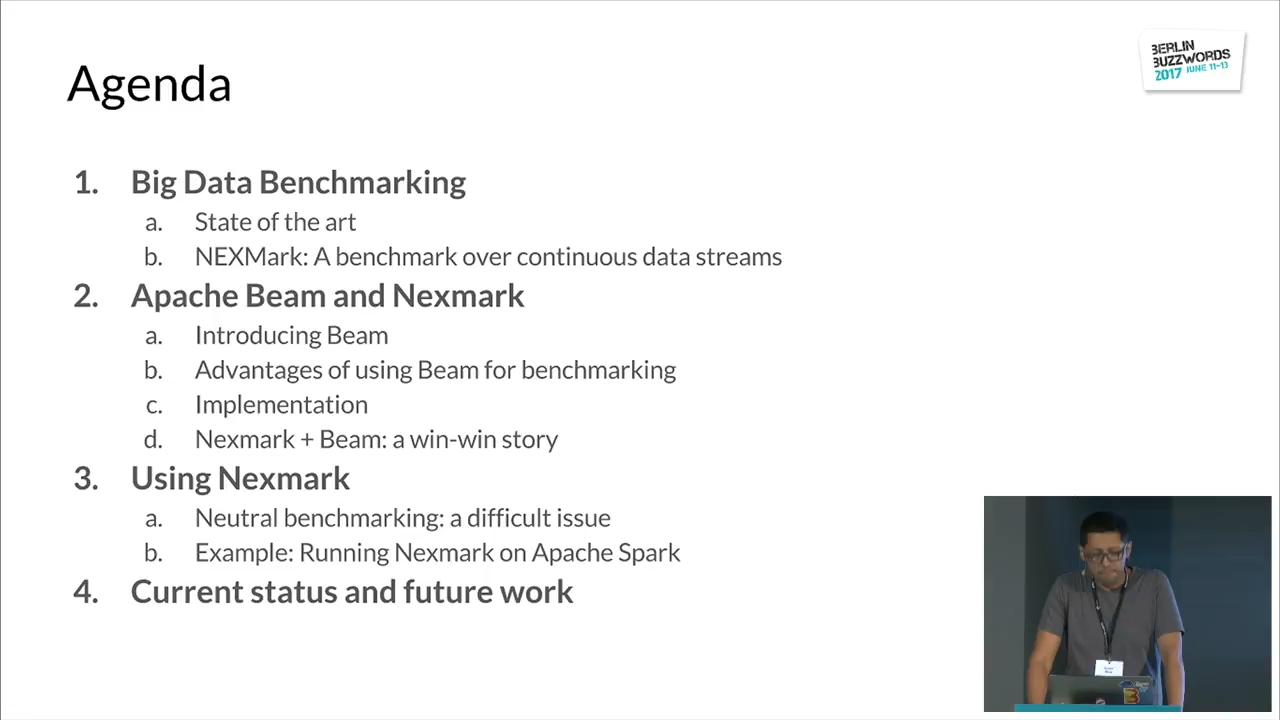 Agenda
BERLIN
BUZZWORDS
2017 JUNE 11-13
1. Big Data Benchmarking
a. State of the art
b. NEXMark: A benchmark over continuous data streams
2. Apache Beam and Nexmark
a. Introducing Beam
b. Advantages of using Beam for benchmarking
c. Implementation
d. Nexmark + Beam: a win-win story
3. Using Nexmark
a. Neutral benchmarking: a difficult issue
b. Example: Running Nexmark on Apache Spark
4. Current status and future work